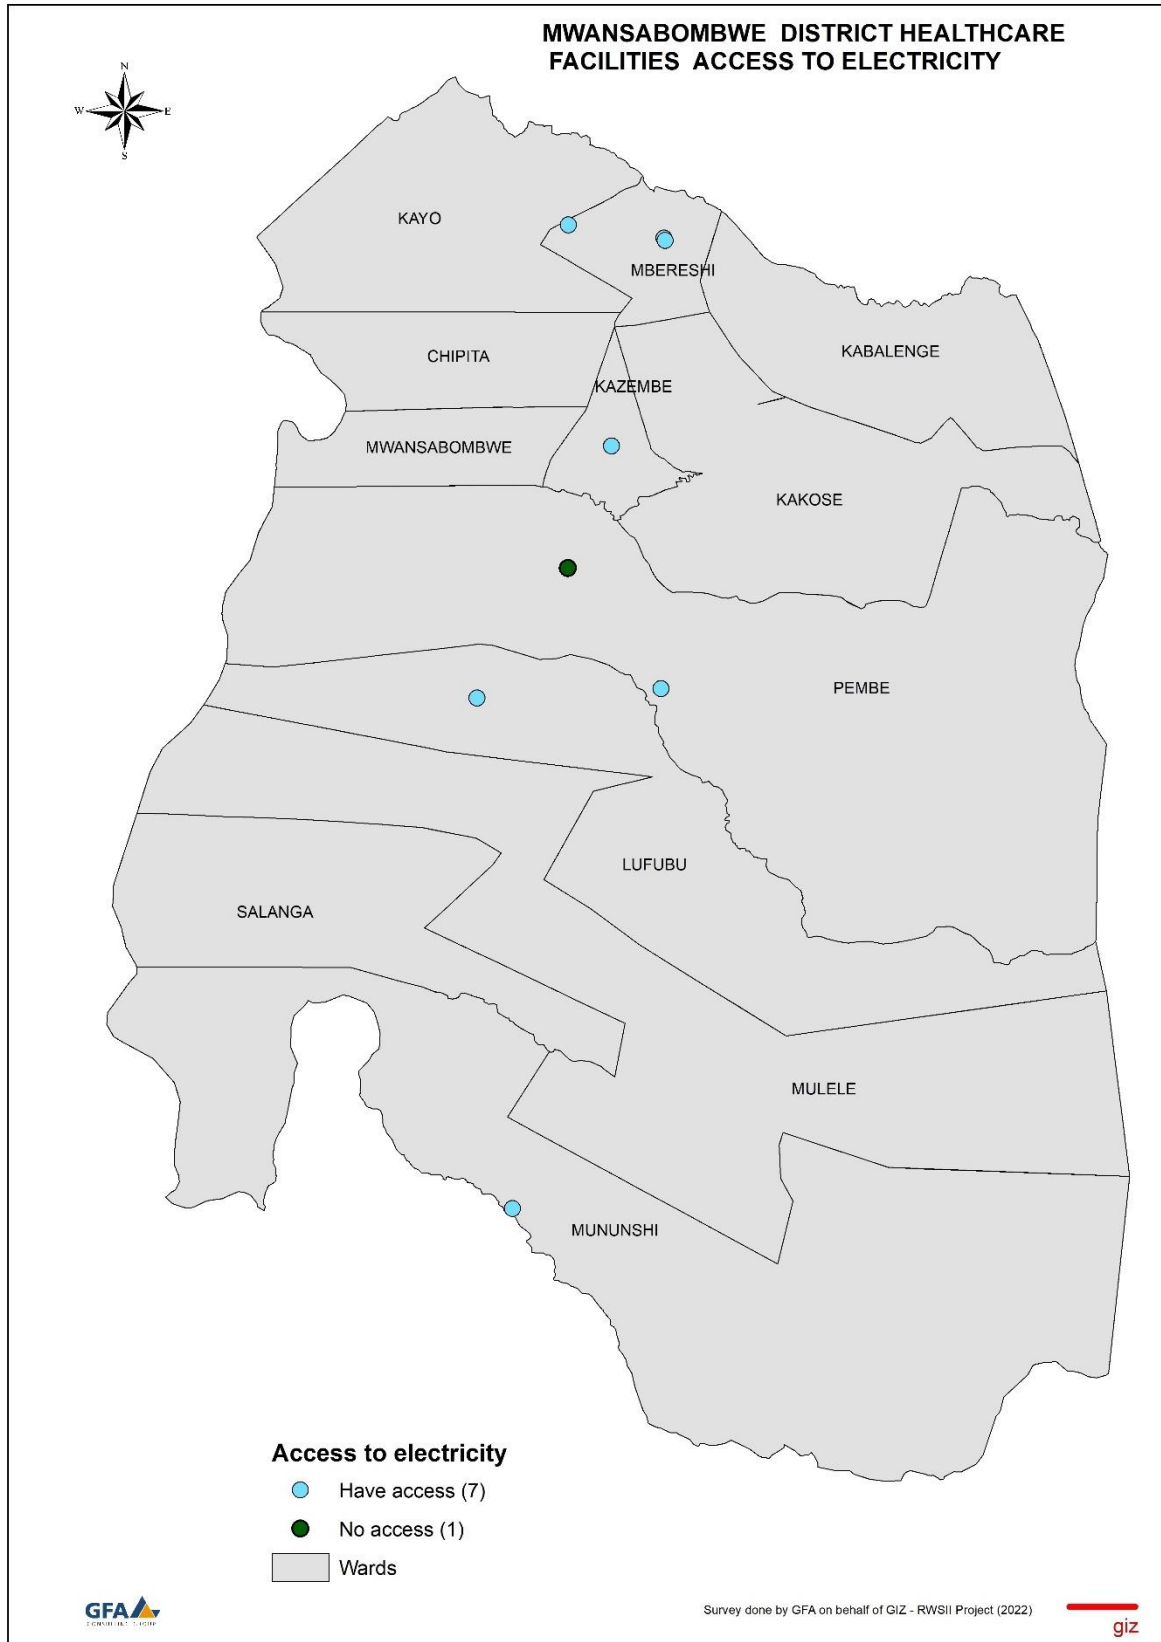 MWANSABOMBWE DISTRICT HEALTHCARE
FACILITIES ACCESS TO ELECTRICITY
N
W
E
S
KAYO
MBERESHI
KABALENGE
CHIPITA
KAZEMBE
MWANSABOMBWE
KAKOSE
PEMBE
LUFUBU
SALANGA
MULELE
MUNUNSHI
Access to electricity
Have access (7)
No access (1)
Wards
GFA
CONSULTING GROUP
Survey done by GFA on behalf of GIZ - RWSII Project (2022)
giz